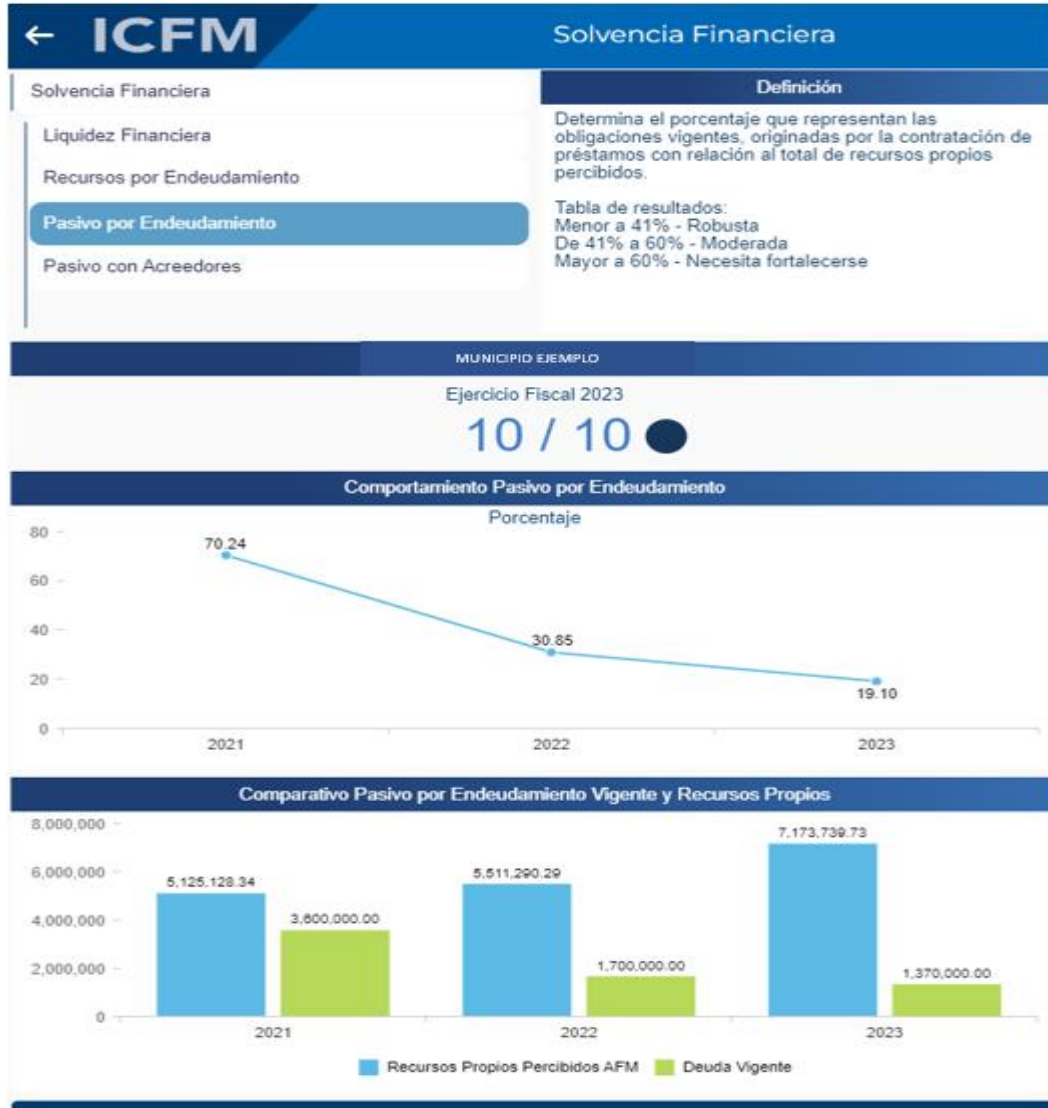 ← ICFM
Solvencia Financiera
Solvencia Financiera
Liquidez Financiera
Recursos por Endeudamiento
Pasivo por Endeudamiento
Pasivo con Acreedores
Definición
Determina el porcentaje que representan las
obligaciones vigentes, originadas por la contratación de
préstamos con relación al total de recursos propios
percibidos.
Tabla de resultados:
Menor a 41% - Robusta
De 41% a 60% - Moderada
Mayor a 60% - Necesita fortalecerse
MUNICIPIO EJEMPLO
Ejercicio Fiscal 2023
10 / 10
Comportamiento Pasivo por Endeudamiento
Porcentaje
80
60
40
20
0
70.24
30.85
19.10
2021
2022
2023
Comparativo Pasivo por Endeudamiento Vigente y Recursos Propios
8,000,000
6,000,000
4,000,000
2,000,000
0
5,125,128.34
3,600,000.00
5,511,290.29
1,700,000.00
7,173,739.73
1,370,000.00
2021
2022
2023
Recursos Propios Percibidos AFM
Deuda Vigente